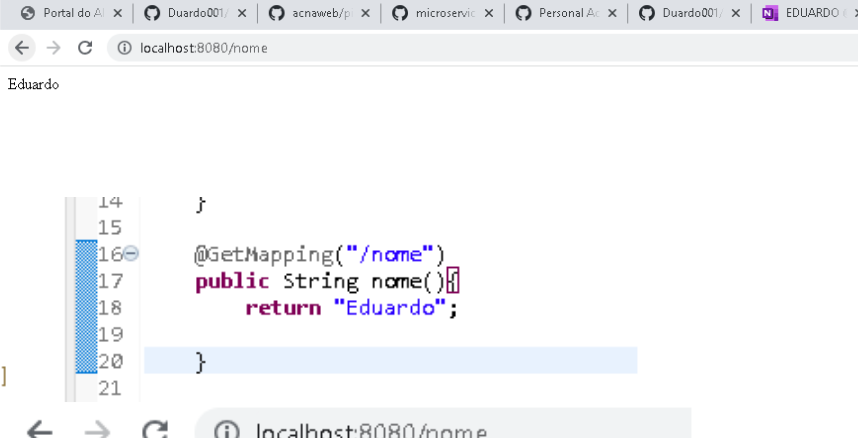 Portal do Al
Duardo001/
acnaweb/p
microservic
Personal Ac
Duardo001/
EDUARDO (
localhost:8080/nome
Eduardo
14 }
15
16 @GetMapping("/nome")
17 public String nome(){
18 return "Eduardo";
19
20 }
21
]
localhost:8080/nome